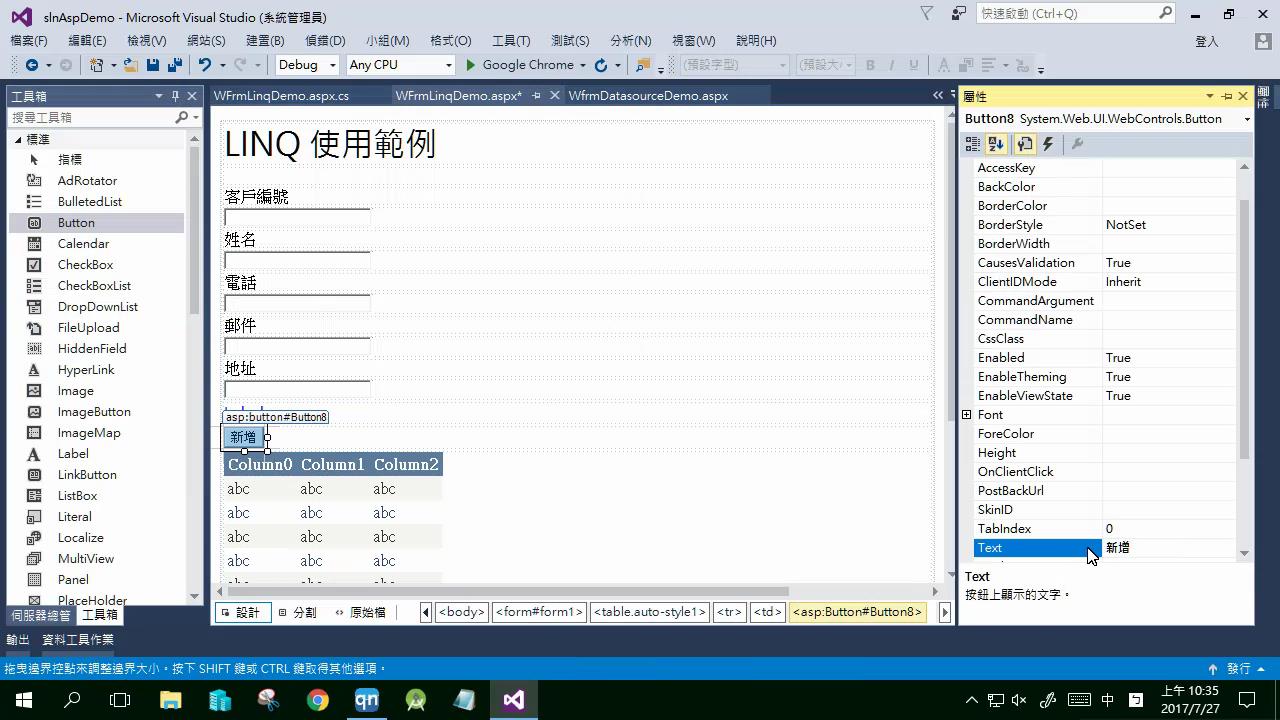 slnAspDemo - Microsoft Visual Studio (系統管理員)
快速啟動 (Ctrl+Q)
檔案(F) 編輯(E) 檢視(V) 網站(S) 建置(B) 偵錯(D) 小組(M) 格式(O) 工具(T) 測試(S) 分析(N) 視窗(W) 說明(H)
登入
Debug Any CPU Google Chrome (預設字型) (預設大 B I U
工具箱
WFrmLinqDemo.aspx.cs WFrmLinqDemo.aspx* WfrmDatasourceDemo.aspx
搜尋工具箱
標準
指標
AdRotator
BulletedList
Button
Calendar
CheckBox
CheckBoxList
DropDownList
FileUpload
HiddenField
HyperLink
Image
ImageButton
ImageMap
Label
LinkButton
ListBox
Literal
Localize
MultiView
Panel
PlaceHolder
伺服器總管 工具箱
LINQ 使用範例
客戶編號
姓名
電話
郵件
地址
asp:button#Button8
新增
Column0 Column1 Column2
abc abc abc
abc abc abc
abc abc abc
abc abc abc
設計 分割 原始檔
<body> <form#form1> <table.auto-style1> <tr> <td> <asp:Button#Button8>
屬性
Button8 System.Web.UI.WebControls.Button
AccessKey
BackColor
BorderColor
BorderStyle NotSet
BorderWidth
CausesValidation True
ClientIDMode Inherit
CommandArgument
CommandName
CssClass
Enabled True
EnableTheming True
EnableViewState True
Font
ForeColor
Height
OnClientClick
PostBackUrl
SkinID
TabIndex 0
Text 新增
Text
按鈕上顯示的文字。
輸出 資料工具作業
拖曳邊界控點來調整邊界大小。按下 SHIFT 鍵或 CTRL 鍵取得其他選項。
發行
qn
中
上午 10:35
2017/7/27